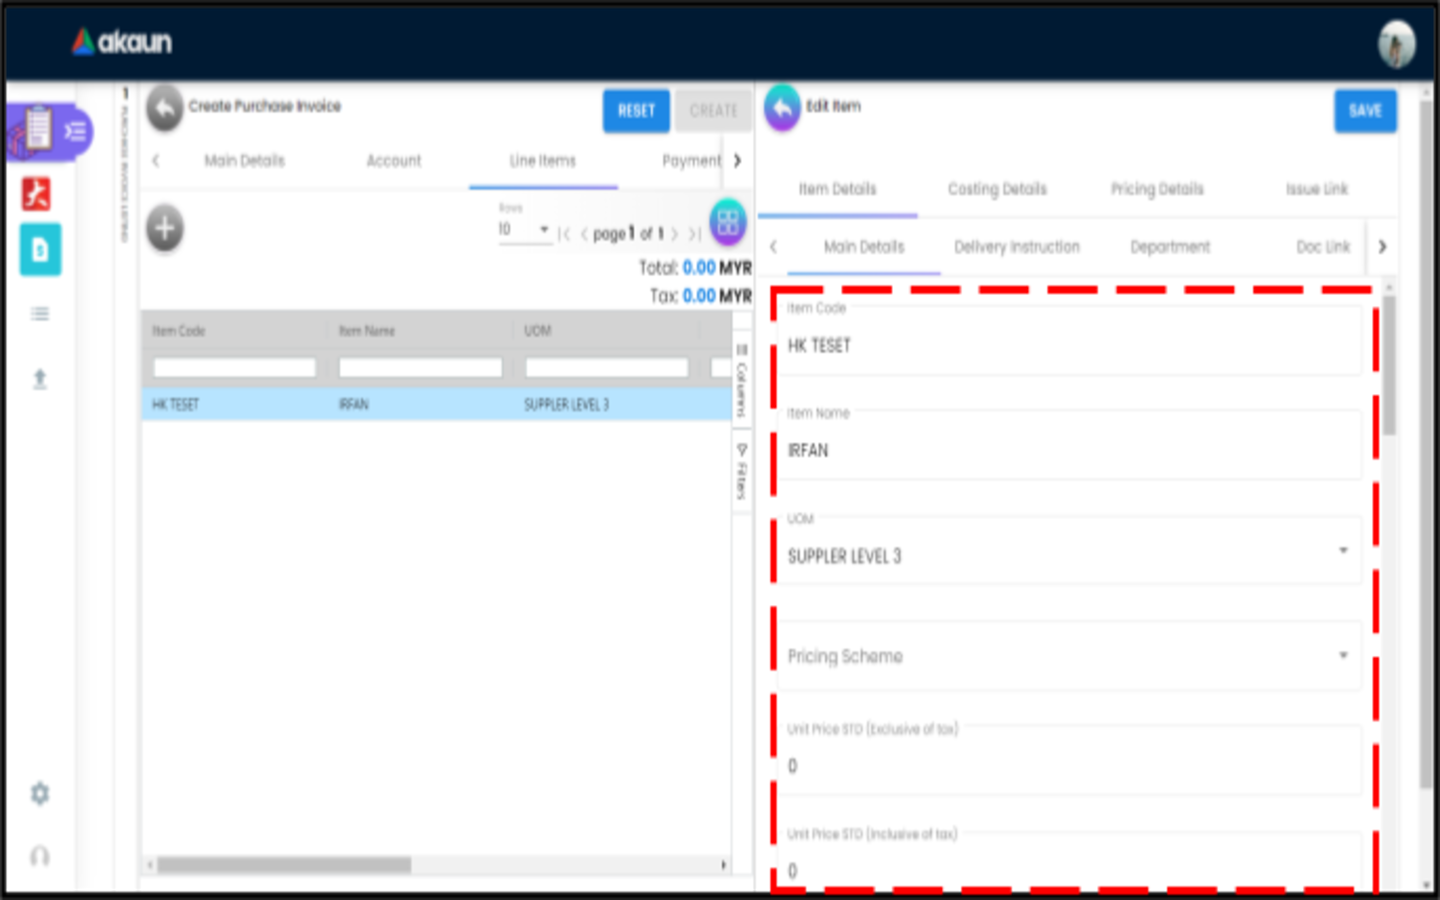 akaun
1
PURCHASE INVOICE LISTING
Create Purchase Invoice
RESET
CREATE
Main Details
Account
Line Items
Payment
Rows
10
page 1 of 1
Total: 0.00 MYR
Tax: 0.00 MYR
Item Code
Item Name
UOM
HK TESET
IRFAN
SUPPLER LEVEL 3
Columns
Filters
Edit Item
SAVE
Item Details
Costing Details
Pricing Details
Issue Link
Main Details
Delivery Instruction
Department
Doc Link
Item Code
HK TESET
Item Name
IRFAN
UOM
SUPPLER LEVEL 3
Pricing Scheme
Unit Price STD (Exclusive of tax)
0
Unit Price STD (Inclusive of tax)
0